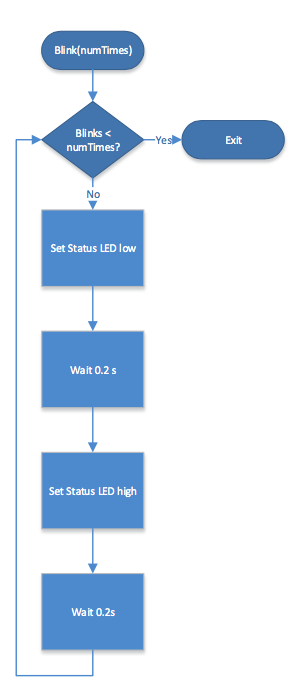 Blink(numTimes)
Blinks <
numTimes?
Yes
Exit
No
Set Status LED low
Wait 0.2 s
Set Status LED high
Wait 0.2s